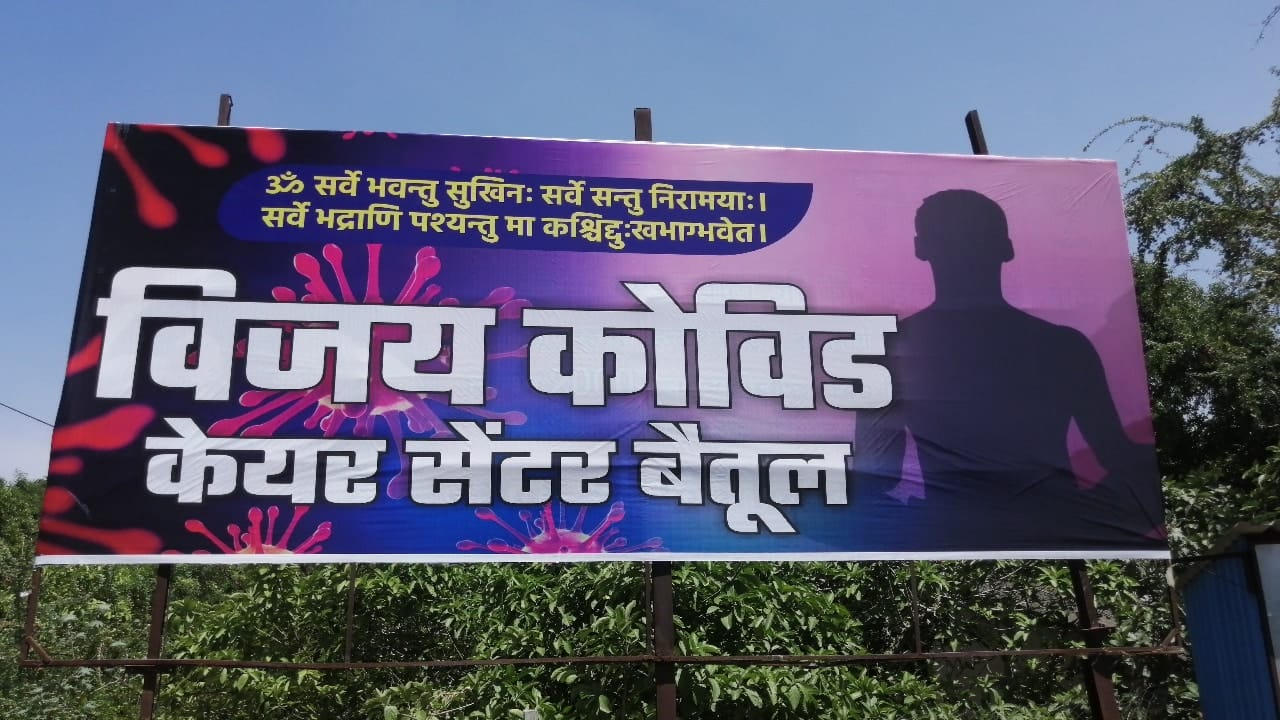 ॐ सर्वे भवन्तु सुखिनः सर्वे सन्तु निरामयाः।
सर्वे भद्राणि पश्यन्तु मा कश्चिद्दुःखभाग्भवेत।
विजय कोविड
केयर सेंटर बैतूल